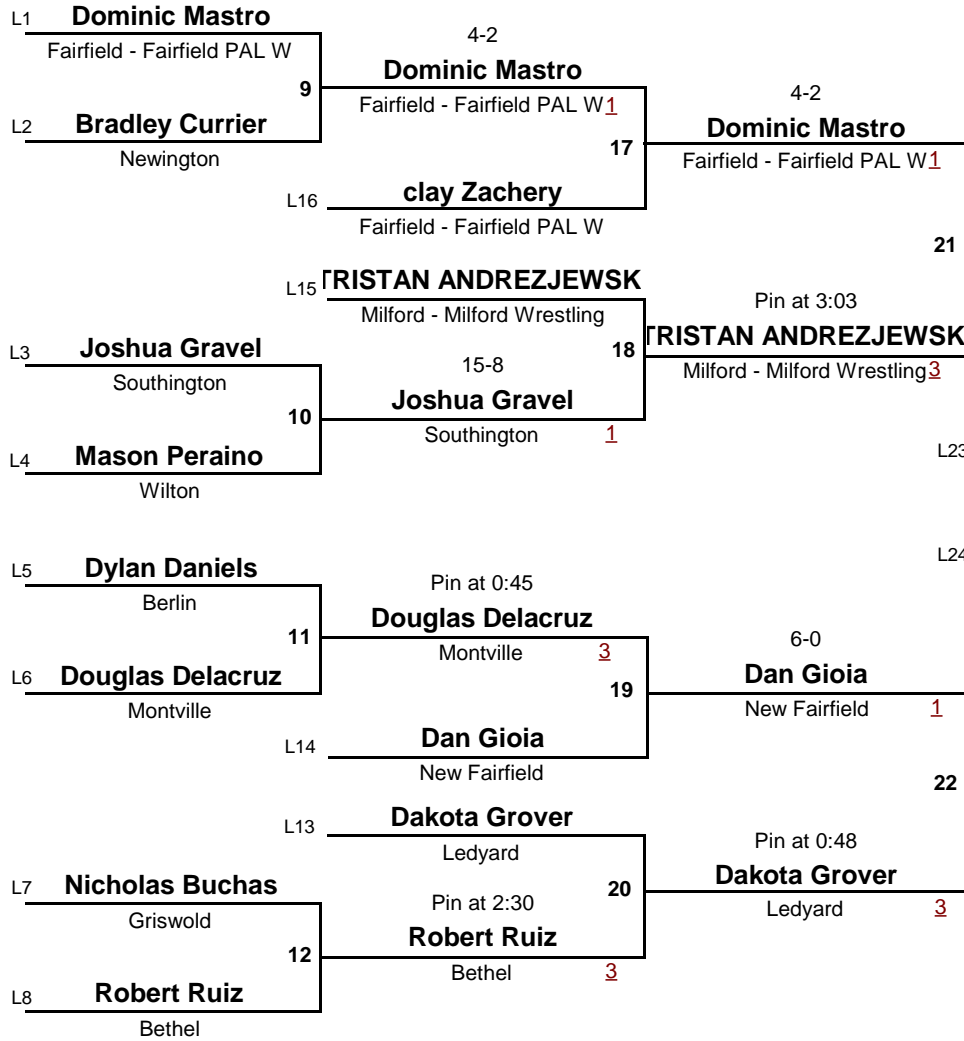 L1 Dominic Mastro
Fairfield - Fairfield PAL W
9
L2 Bradley Currier
Newington
4-2
Dominic Mastro
Fairfield - Fairfield PAL W 1
17
L16 clay Zachery
Fairfield - Fairfield PAL W
4-2
Dominic Mastro
Fairfield - Fairfield PAL W 1
21
L15 TRISTAN ANDREZJEWSK
Milford - Milford Wrestling
18
Pin at 3:03
TRISTAN ANDREZJEWSK
Milford - Milford Wrestling 3
L3 Joshua Gravel
Southington
10
L4 Mason Peraino
Wilton
15-8
Joshua Gravel
Southington 1
L23
L24
L5 Dylan Daniels
Berlin
11
L6 Douglas Delacruz
Montville
Pin at 0:45
Douglas Delacruz
Montville 3
19
L14 Dan Gioia
New Fairfield
6-0
Dan Gioia
New Fairfield 1
22
L13 Dakota Grover
Ledyard
20
Pin at 0:48
Dakota Grover
Ledyard 3
L7 Nicholas Buchas
Griswold
12
L8 Robert Ruiz
Bethel
Pin at 2:30
Robert Ruiz
Bethel 3